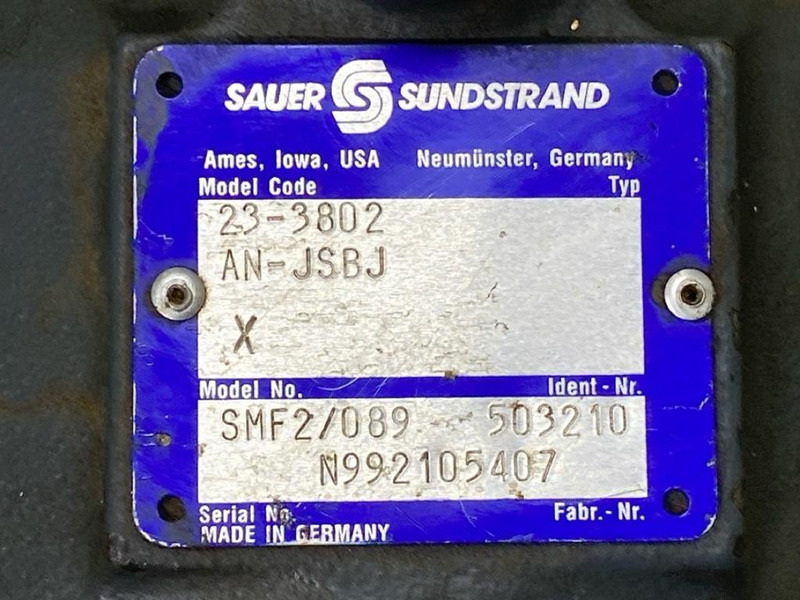 SAUER SUNDSTRAND
Ames, Iowa, USA Neumünster, Germany
Model Code Typ
23-3802
AN-JSBJ
X
Model No. Ident-Nr.
SMF2/089 503210
N992105407
Serial No. Fabr.-Nr.
MADE IN GERMANY